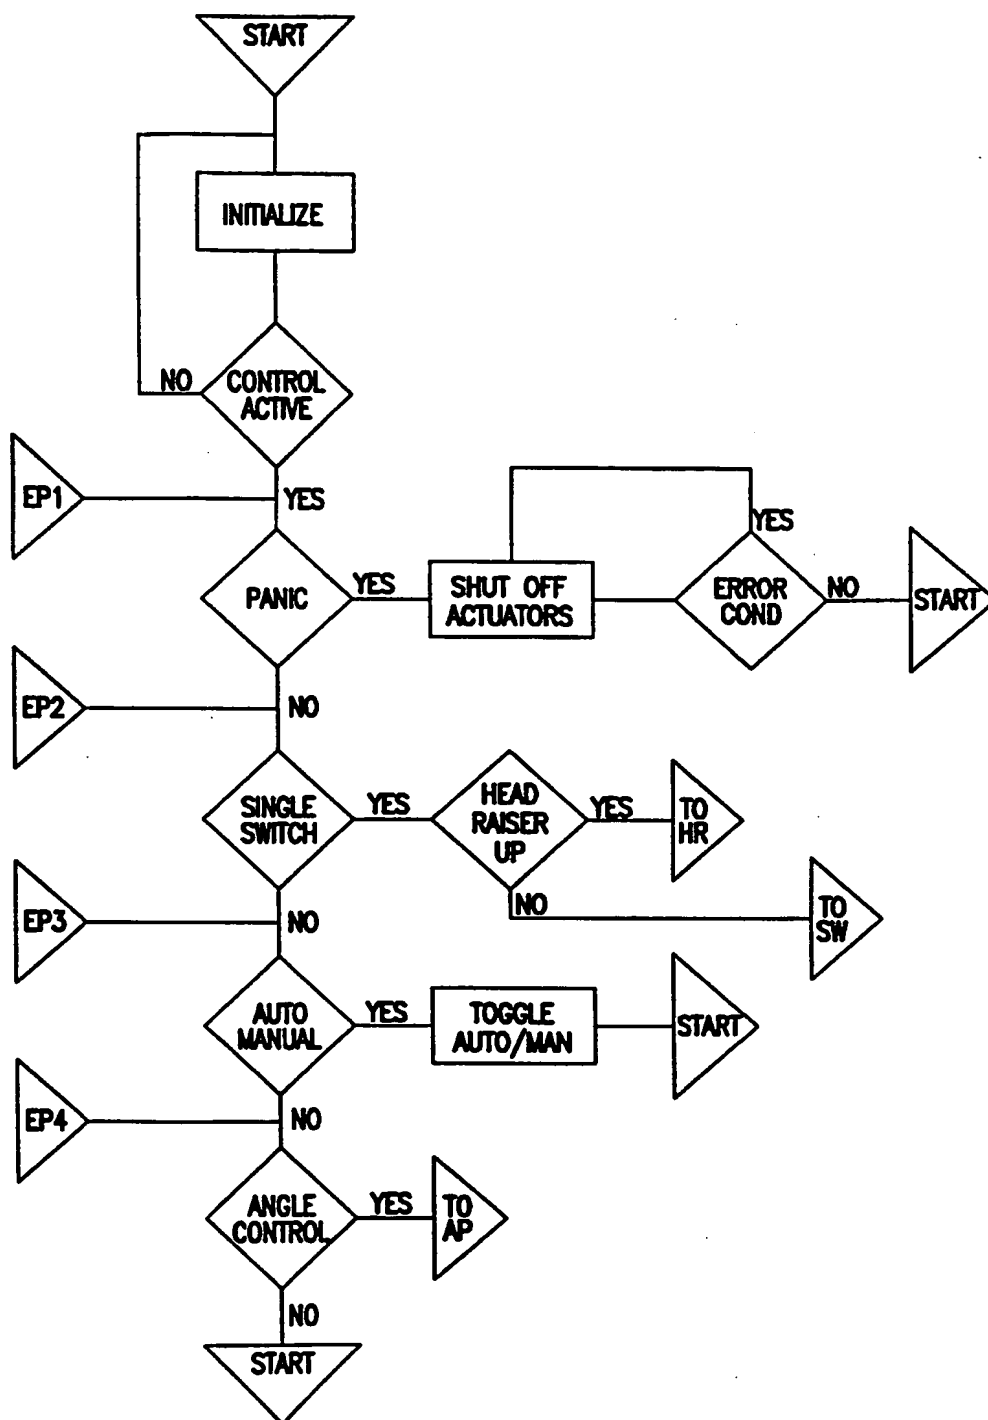 START
INITIALIZE
NO
CONTROL
ACTIVE
EP1
YES
YES
PANIC
YES
SHUT OFF
ACTUATORS
ERROR
COND
NO
START
EP2
NO
SINGLE
SWITCH
YES
HEAD
RAISER
UP
YES
TO
HR
NO
TO
SW
EP3
NO
AUTO
MANUAL
YES
TOGGLE
AUTO/MAN
START
EP4
NO
ANGLE
CONTROL
YES
TO
AP
NO
START